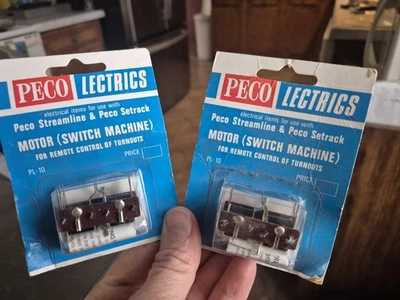 PECO LECTRICS
electrical items for use with
Peco Streamline & Peco Setrack
MOTOR (SWITCH MACHINE)
FOR REMOTE CONTROL OF TURNOUTS
PL-10
PRICE
PECO LECTRICS
electrical items for use with
Peco Streamline & Peco Setrack
MOTOR (SWITCH MACHINE)
FOR REMOTE CONTROL OF TURNOUTS
PL-10
PRICE